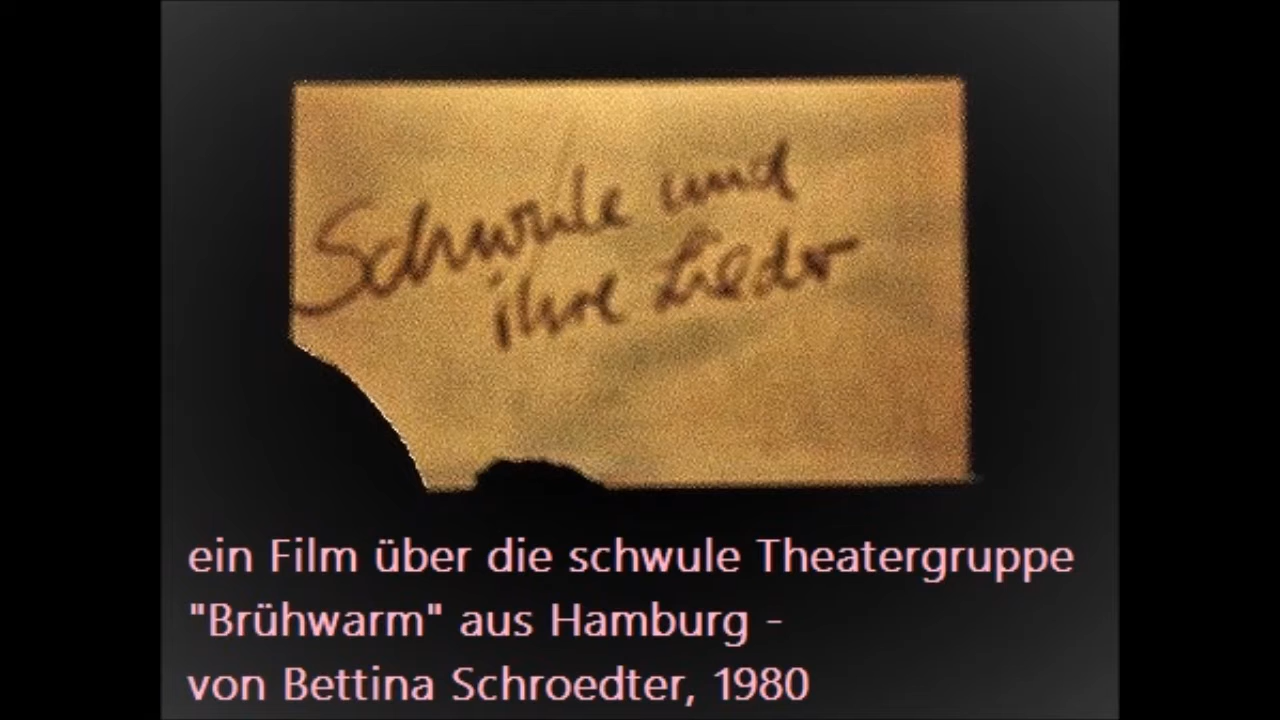 Schwule und
ihre Lieder
ein Film über die schwule Theatergruppe
"Brühwarm" aus Hamburg -
von Bettina Schroedter, 1980